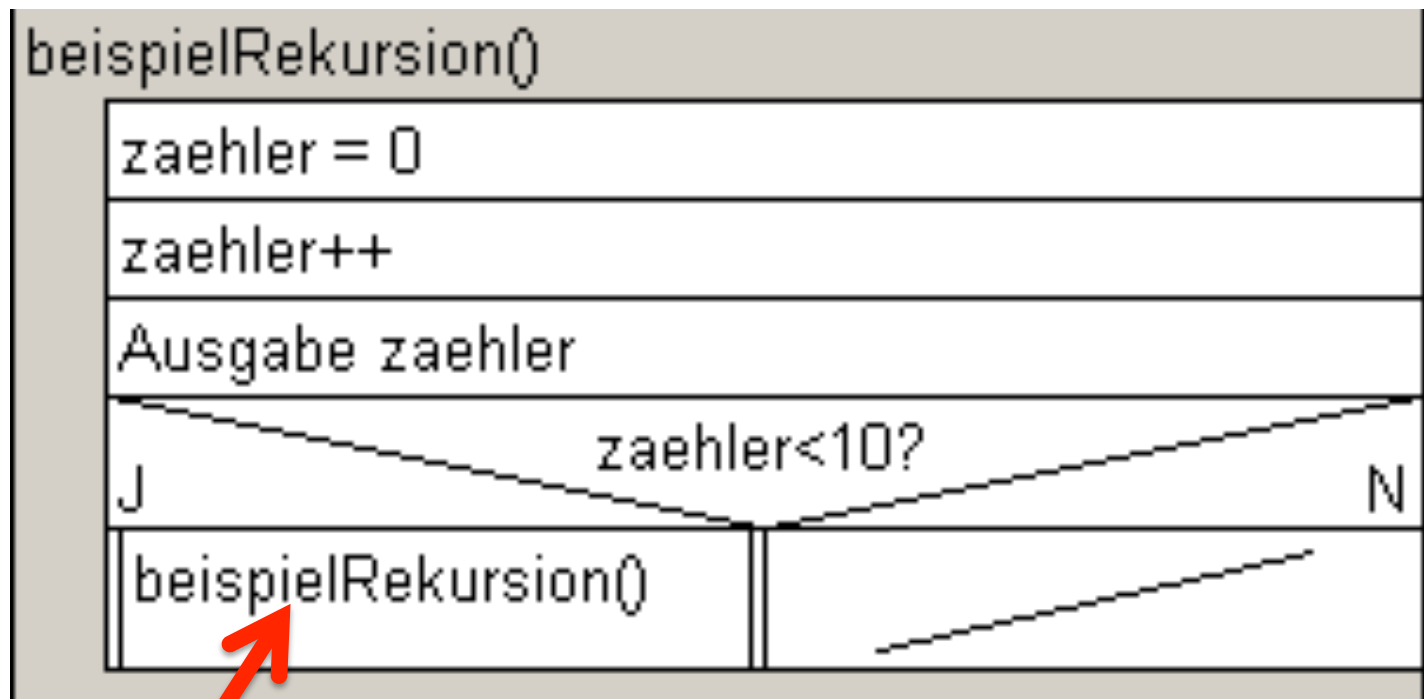 beispielRekursion()
zaehler = 0
zaehler++
Ausgabe zaehler
zaehler<10?
J
N
beispielRekursion()